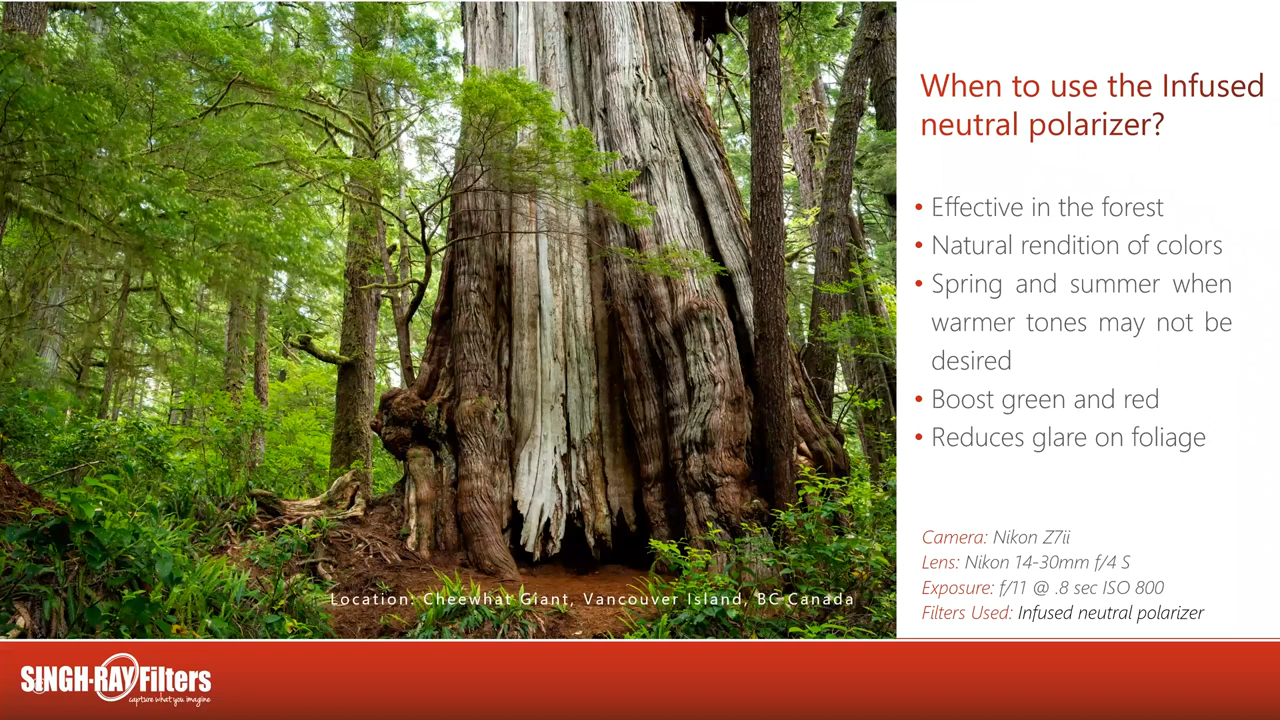 When to use the Infused
neutral polarizer?
• Effective in the forest
• Natural rendition of colors
• Spring and summer when
warmer tones may not be
desired
• Boost green and red
• Reduces glare on foliage
Camera: Nikon Z7ii
Lens: Nikon 14-30mm f/4 S
Exposure: f/11 @ .8 sec ISO 800
Filters Used: Infused neutral polarizer
Location: Cheewhat Giant, Vancouver Island, BC Canada
SINGH-RAY Filters
capture what you imagine